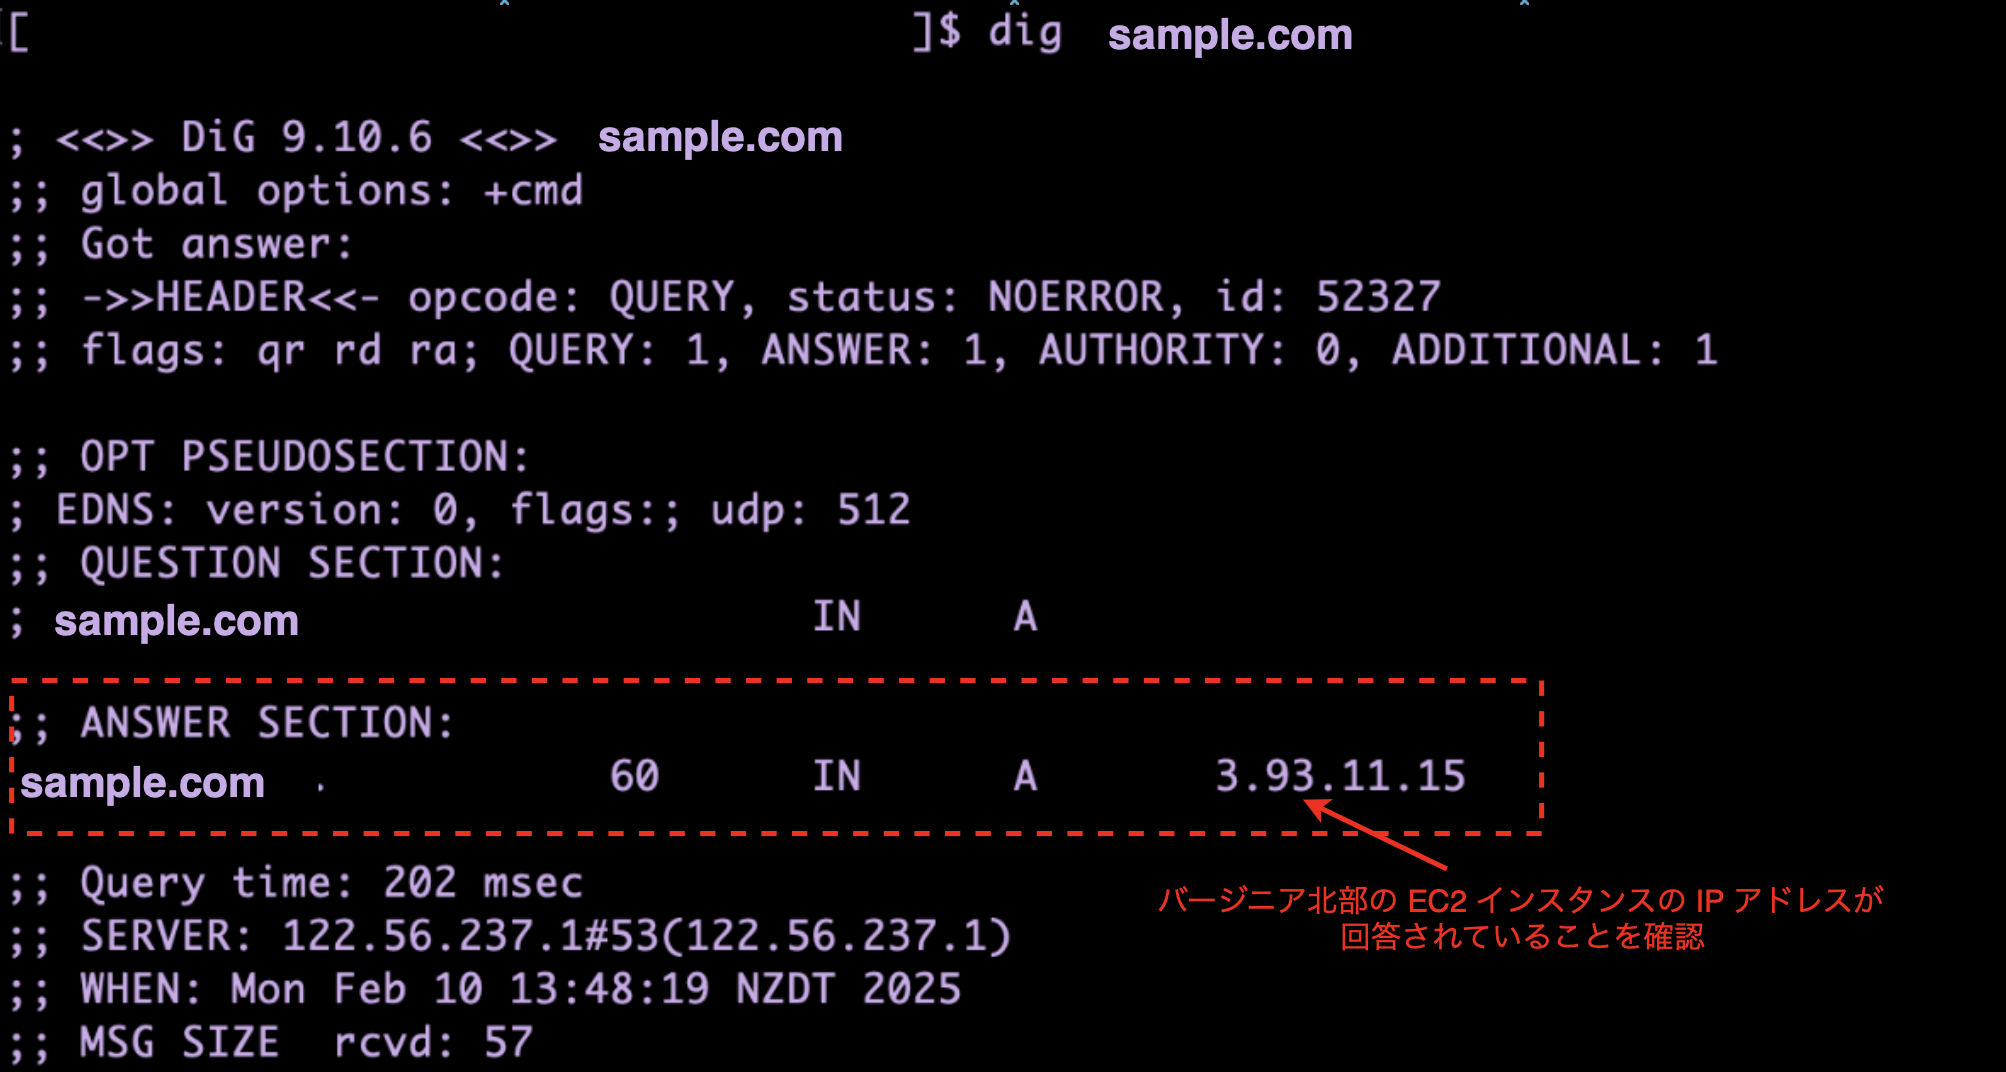 [ ]$ dig sample.com
; <<>> DiG 9.10.6 <<>> sample.com
;; global options: +cmd
;; Got answer:
;; ->>HEADER<<- opcode: QUERY, status: NOERROR, id: 52327
;; flags: qr rd ra; QUERY: 1, ANSWER: 1, AUTHORITY: 0, ADDITIONAL: 1
;; OPT PSEUDOSECTION:
; EDNS: version: 0, flags:; udp: 512
;; QUESTION SECTION:
; sample.com IN A
;; ANSWER SECTION:
sample.com . 60 IN A 3.93.11.15
;; Query time: 202 msec
;; SERVER: 122.56.237.1#53(122.56.237.1)
;; WHEN: Mon Feb 10 13:48:19 NZDT 2025
;; MSG SIZE rcvd: 57
バージニア北部の EC2 インスタンスの IP アドレスが
回答されていることを確認